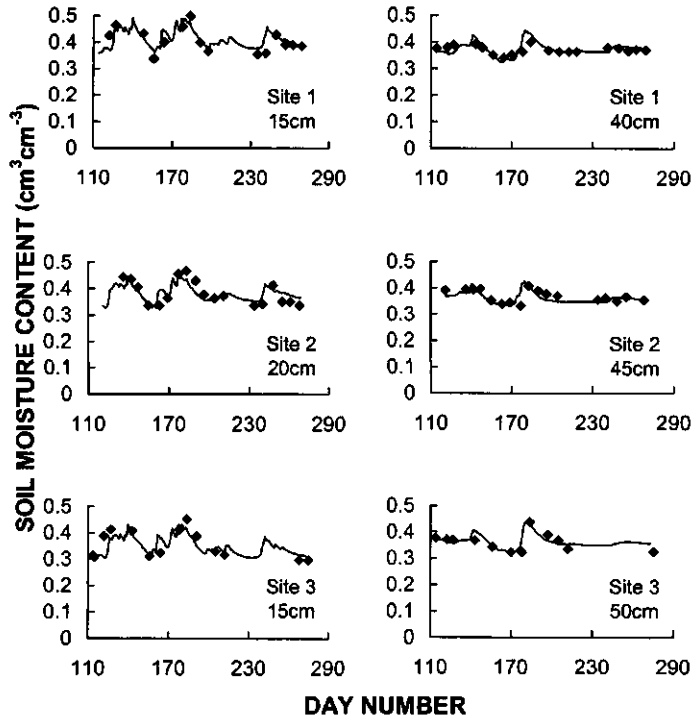 SOIL MOISTURE CONTENT (cm³cm⁻³)
0.5
0.4
0.3
0.2
0.1
0
110 170 230 290
Site 1
15cm
0.5
0.4
0.3
0.2
0.1
0
110 170 230 290
Site 1
40cm
0.5
0.4
0.3
0.2
0.1
0
110 170 230 290
Site 2
20cm
0.5
0.4
0.3
0.2
0.1
0
110 170 230 290
Site 2
45cm
0.5
0.4
0.3
0.2
0.1
0
110 170 230 290
Site 3
15cm
0.5
0.4
0.3
0.2
0.1
0
110 170 230 290
Site 3
50cm
DAY NUMBER